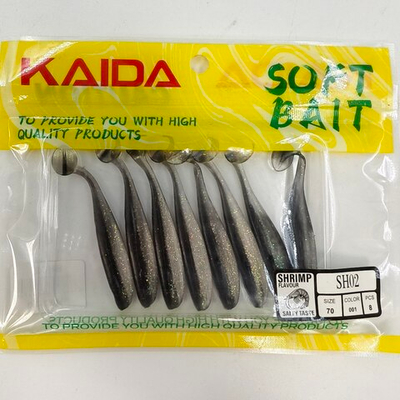 KAIDA
SOFT
BAIT
TO PROVIDE YOU WITH HIGH
QUALITY PRODUCTS
SHRIMP
FLAVOUR
SALTY TASTE
SH02
SIZE
70
COLOR
001
PCS
8
TO PROVIDE YOU WITH HIGH QUALITY PRODUCTS